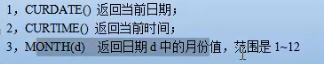 1，CURDATE() 返回当前日期；
2，CURTIME() 返回当前时间；
3，MONTH(d) 返回日期 d 中的月份值，范围是 1~12